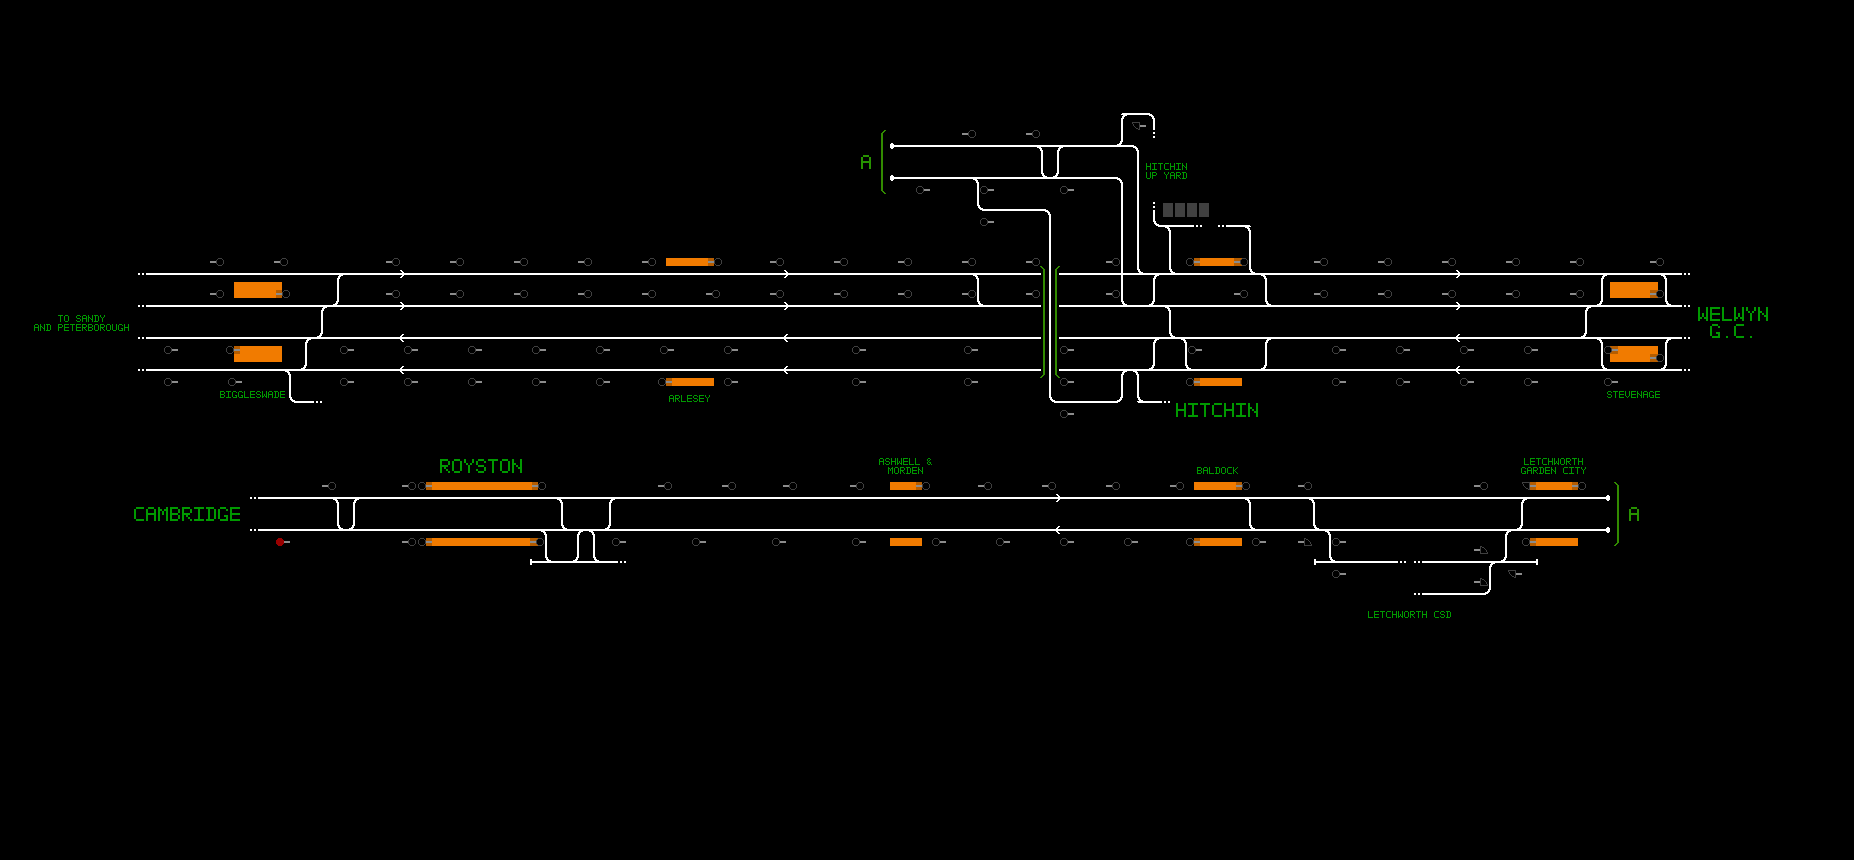 A
HITCHIN
UP YARD
TO SANDY
AND PETERBOROUGH
WELWYN
G.C.
BIGGLESWADE
ARLESEY
HITCHIN
STEVENAGE
ROYSTON
ASHWELL &
MORDEN
BALDOCK
LETCHWORTH
GARDEN CITY
CAMBRIDGE
A
LETCHWORTH CSD